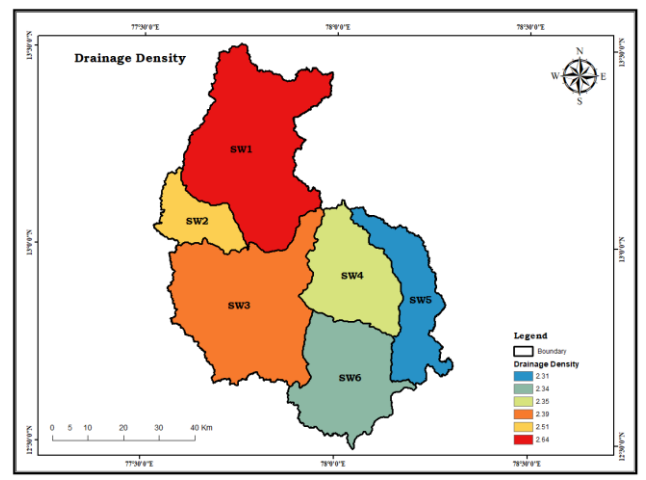 77°30'0"E 78°0'0"E 78°30'0"E
Drainage Density
N
W E
S
13°30'0"N 13°30'0"N
SW1
SW2
13°0'0"N 13°0'0"N
SW4
SW5
SW3
SW6
Legend
Boundary
Drainage Density
2.31
2.34
2.35
2.39
2.51
2.64
0 5 10 20 30 40 Km
12°30'0"N 12°30'0"N
77°30'0"E 78°0'0"E 78°30'0"E